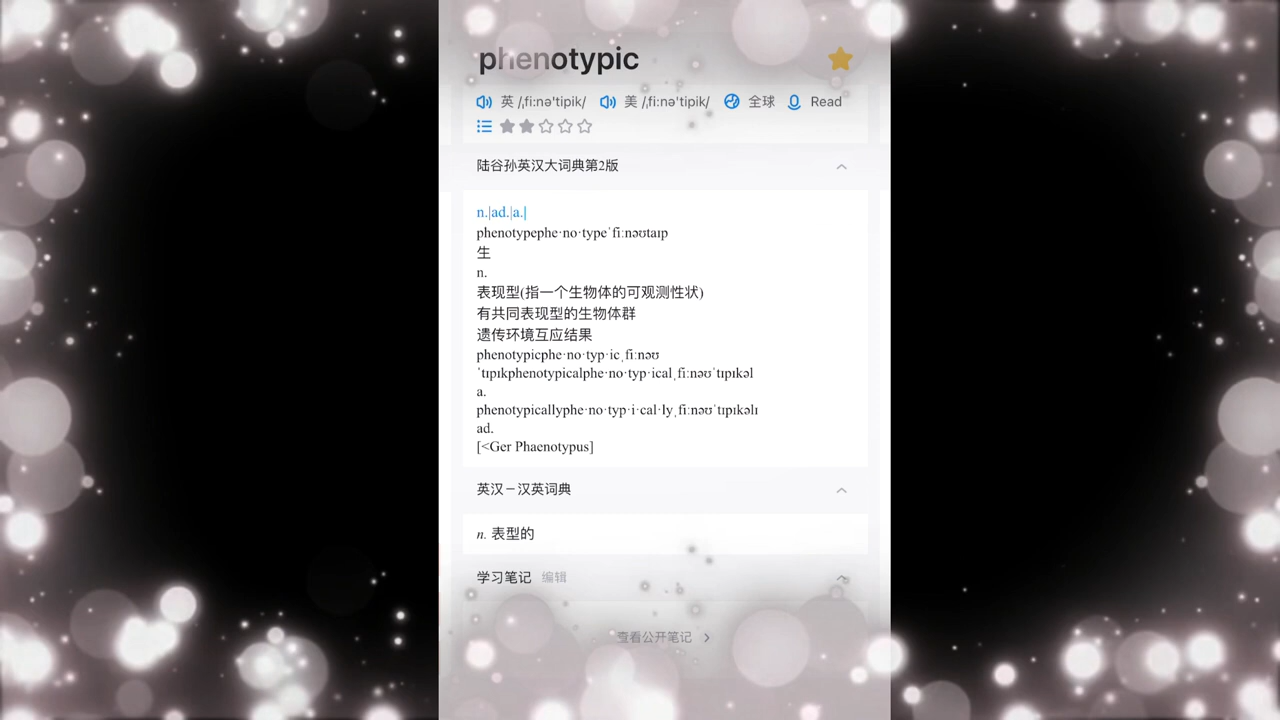 phenotypic
英 /ˌfiːnə'tipik/ 美 /ˌfiːnə'tipik/ 全球 Read
陆谷孙英汉大词典第2版
n.|ad.|a.|
phenotypephe·no·typeˈfiːnəʊtaɪp
生
n.
表现型(指一个生物体的可观测性状)
有共同表现型的生物体群
遗传环境互应结果
phenotypicphe·no·typ·icˌfiːnəʊ
ˈtɪpɪkphenotypicalphe·no·typ·icalˌfiːnəʊˈtɪpɪkəl
a.
phenotypicallyphe·no·typ·i·cal·lyˌfiːnəʊˈtɪpɪkəlɪ
ad.
[<Ger Phaenotypus]
英汉－汉英词典
n. 表型的
学习笔记 编辑
查看公开笔记